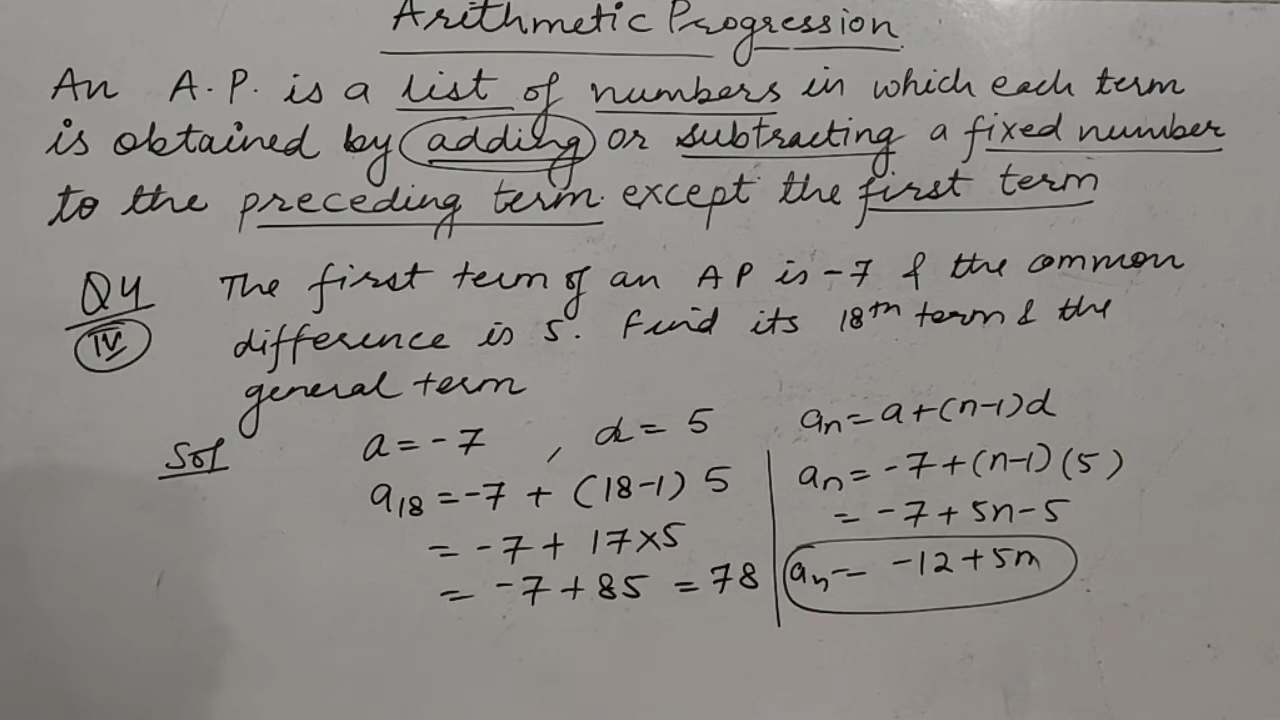 Arithmetic Progression
An A.P. is a list of numbers in which each term
is obtained by adding or subtracting a fixed number
to the preceding term except the first term
Q4 The first term of an AP is -7 & the common
(IV) difference is 5. Find its 18th term & the
general term
Sol a = -7 , d = 5
a18 = -7 + (18-1) 5
= -7 + 17×5
= -7 + 85 = 78
an = a+(n-1)d
an = -7+(n-1) (5)
= -7+5n-5
an = -12+5n